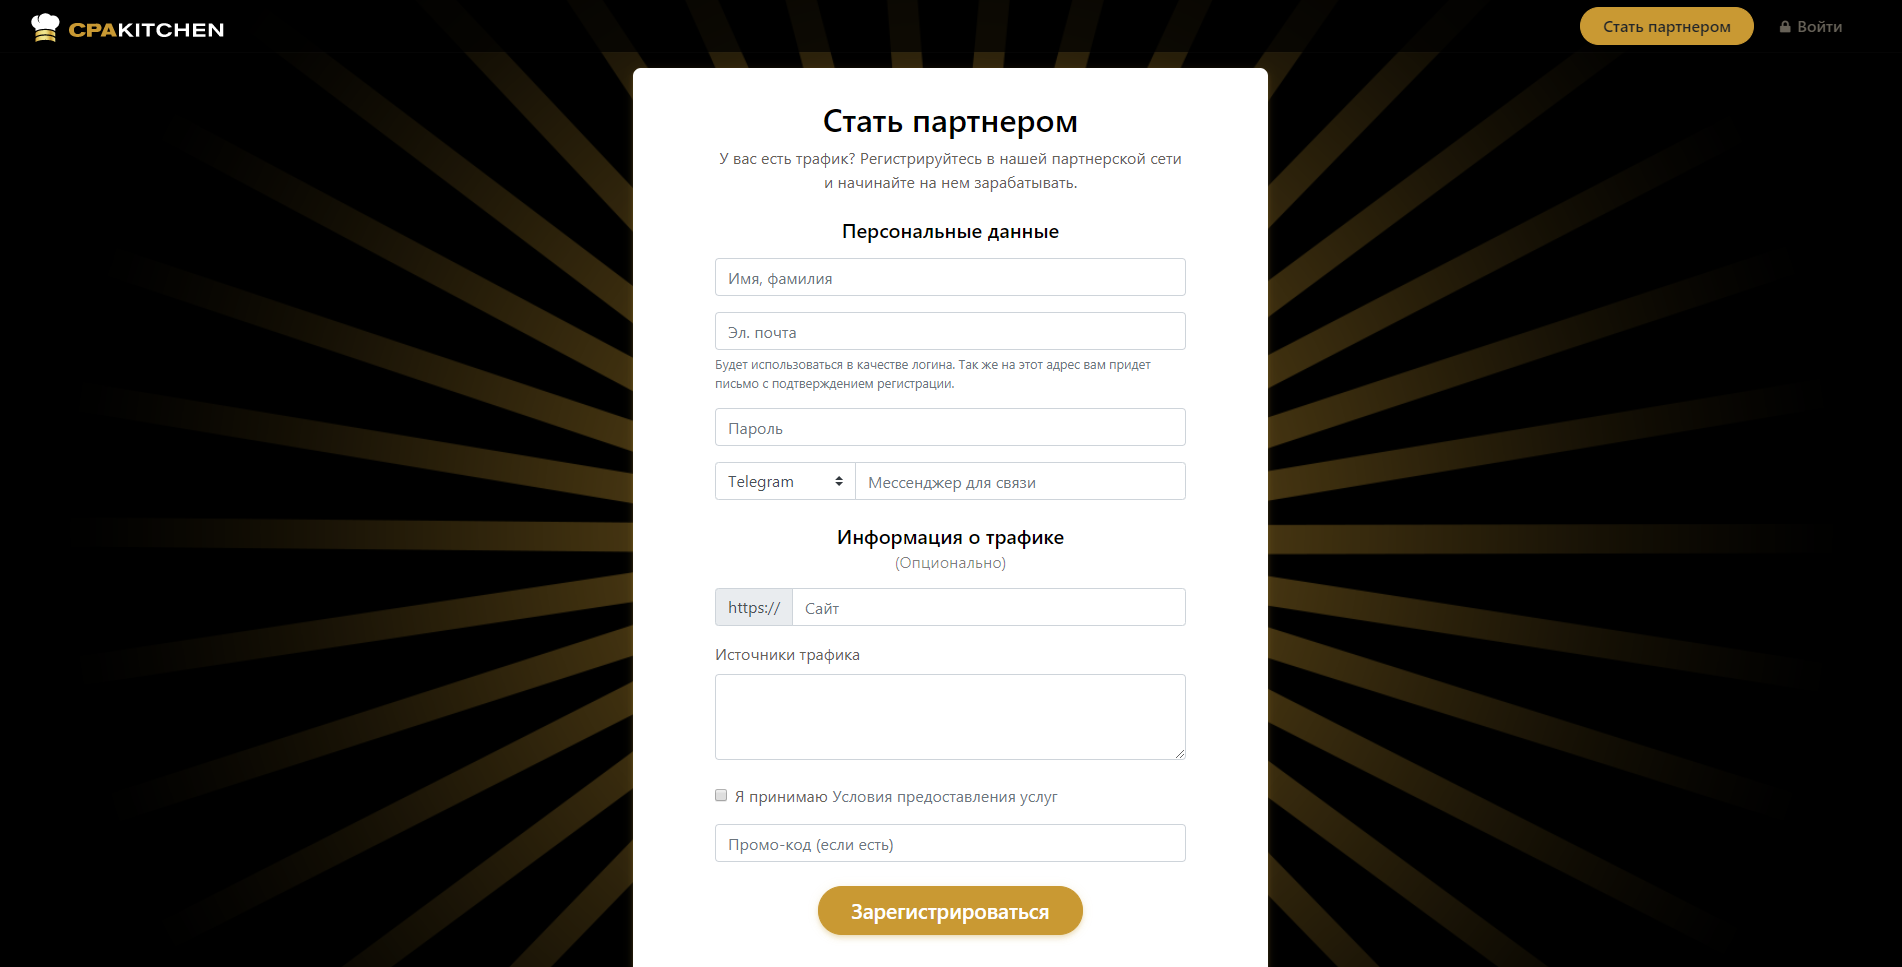 CPAKITCHEN
Стать партнером
Войти
Стать партнером
У вас есть трафик? Регистрируйтесь в нашей партнерской сети
и начинайте на нем зарабатывать.
Персональные данные
Имя, фамилия
Эл. почта
Будет использоваться в качестве логина. Так же на этот адрес вам придет
письмо с подтверждением регистрации.
Пароль
Telegram Мессенджер для связи
Информация о трафике
(Опционально)
https:// Сайт
Источники трафика
Я принимаю Условия предоставления услуг
Промо-код (если есть)
Зарегистрироваться